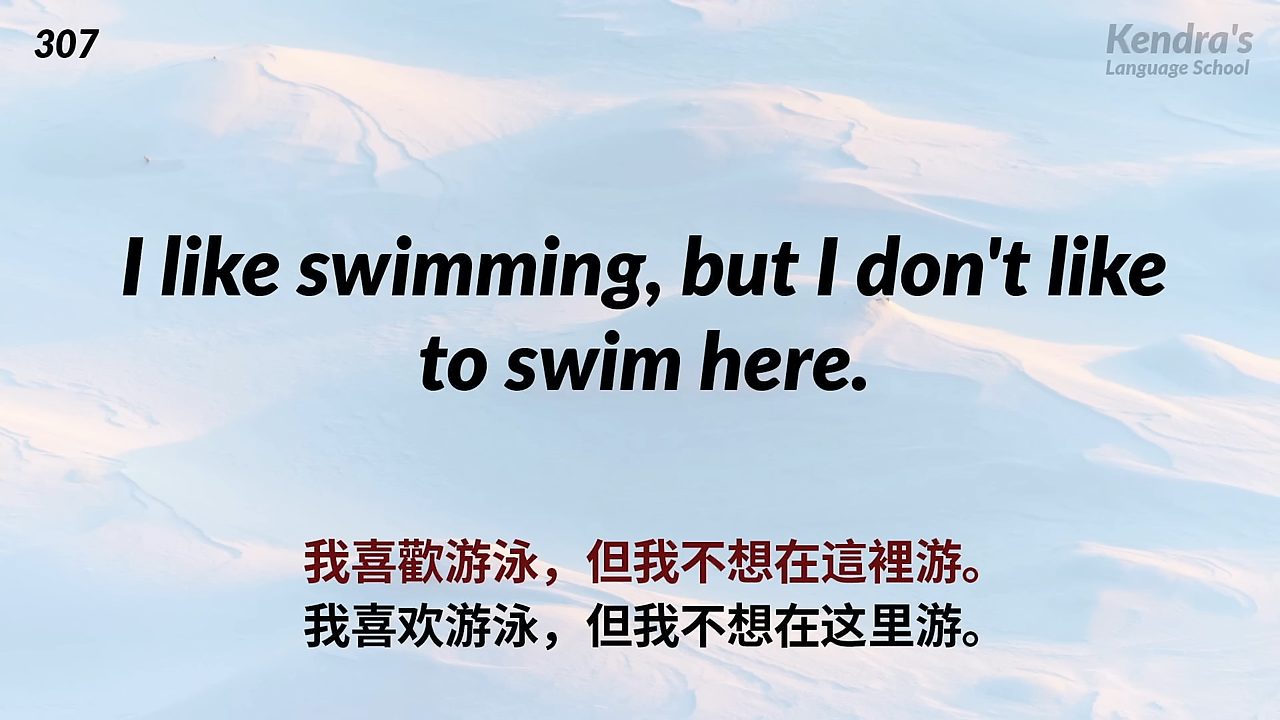 307
Kendra's
Language School
I like swimming, but I don't like
to swim here.
我喜歡游泳，但我不想在這裡游。
我喜欢游泳，但我不想在这里游。